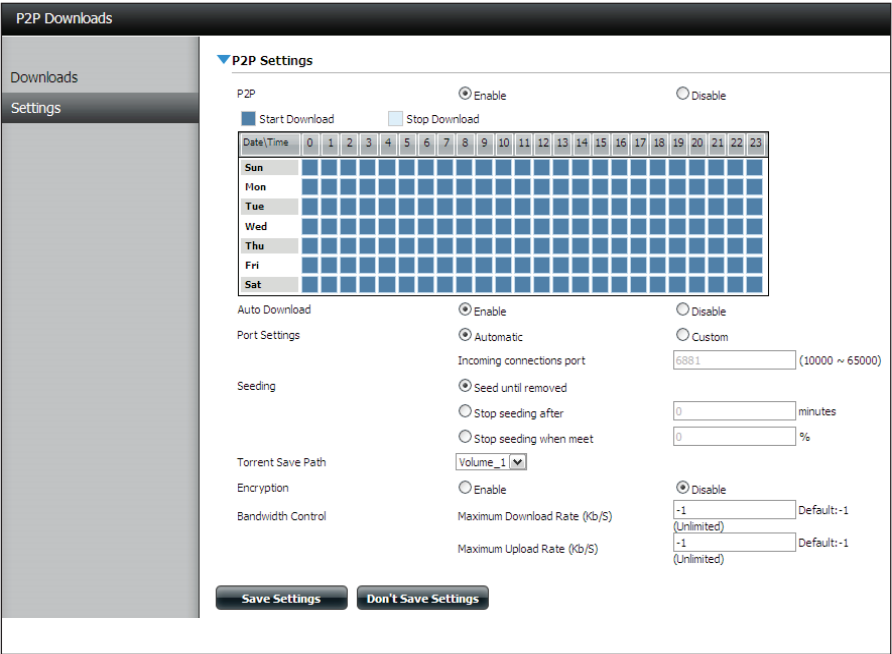 P2P Downloads
Downloads
Settings
P2P Settings
P2P Enable Disable
Start Download Stop Download
Date\Time 0 1 2 3 4 5 6 7 8 9 10 11 12 13 14 15 16 17 18 19 20 21 22 23
Sun
Mon
Tue
Wed
Thu
Fri
Sat
Auto Download Enable Disable
Port Settings Automatic Custom
Incoming connections port 6881 (10000 ~ 65000)
Seeding Seed until removed
Stop seeding after 0 minutes
Stop seeding when meet 0 %
Torrent Save Path Volume_1
Encryption Enable Disable
Bandwidth Control Maximum Download Rate (Kb/S) -1 Default:-1
(Unlimited)
Maximum Upload Rate (Kb/S) -1 Default:-1
(Unlimited)
Save Settings Don't Save Settings